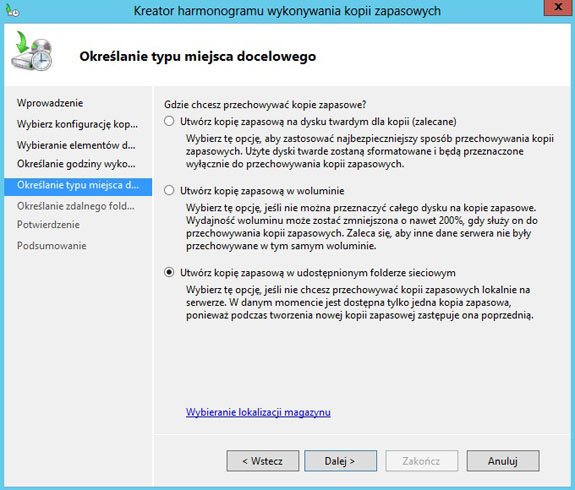 Kreator harmonogramu wykonywania kopii zapasowych
x
Określanie typu miejsca docelowego
Wprowadzenie
Wybierz konfigurację kop...
Wybieranie elementów d...
Określanie godziny wyko...
Określanie typu miejsca d...
Określanie zdalnego fold...
Potwierdzenie
Podsumowanie
Gdzie chcesz przechowywać kopie zapasowe?
Utwórz kopię zapasową na dysku twardym dla kopii (zalecane)
Wybierz tę opcję, aby zastosować najbezpieczniejszy sposób przechowywania kopii
zapasowych. Użyte dyski twarde zostaną sformatowane i będą przeznaczone
wyłącznie do przechowywania kopii zapasowych.
Utwórz kopię zapasową w woluminie
Wybierz tę opcję, jeśli nie można przeznaczyć całego dysku na kopie zapasowe.
Wydajność woluminu może zostać zmniejszona o nawet 200%, gdy służy on do
przechowywania kopii zapasowych. Zaleca się, aby inne dane serwera nie były
przechowywane w tym samym woluminie.
Utwórz kopię zapasową w udostępnionym folderze sieciowym
Wybierz tę opcję, jeśli nie chcesz przechowywać kopii zapasowych lokalnie na
serwerze. W danym momencie jest dostępna tylko jedna kopia zapasowa,
ponieważ podczas tworzenia nowej kopii zapasowej zastępuje ona poprzednią.
Wybieranie lokalizacji magazynu
< Wstecz
Dalej >
Zakończ
Anuluj